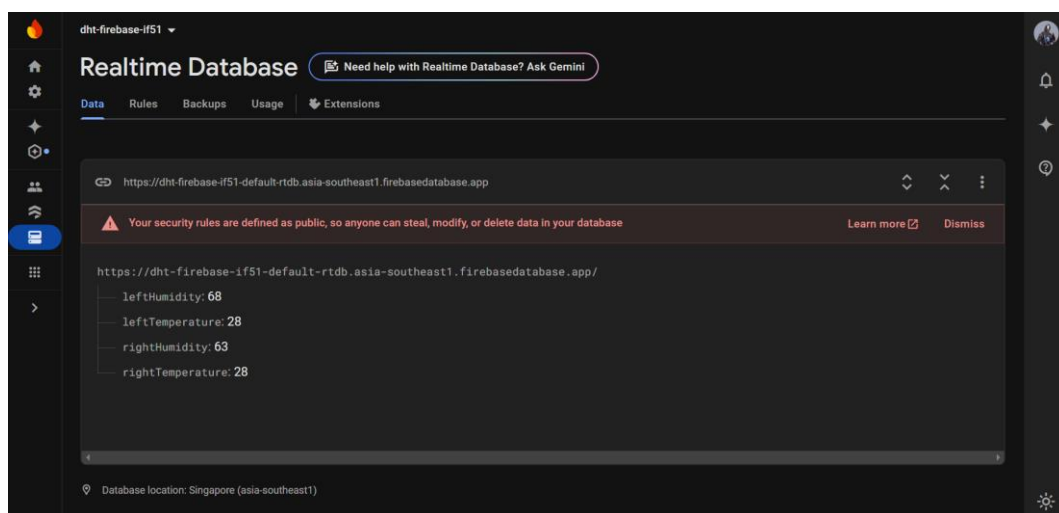 dht-firebase-if51
Realtime Database
Need help with Realtime Database? Ask Gemini
Data Rules Backups Usage Extensions
https://dht-firebase-if51-default-rtdb.asia-southeast1.firebasedatabase.app
Your security rules are defined as public, so anyone can steal, modify, or delete data in your database Learn more Dismiss
https://dht-firebase-if51-default-rtdb.asia-southeast1.firebasedatabase.app/
leftHumidity: 68
leftTemperature: 28
rightHumidity: 63
rightTemperature: 28
Database location: Singapore (asia-southeast1)